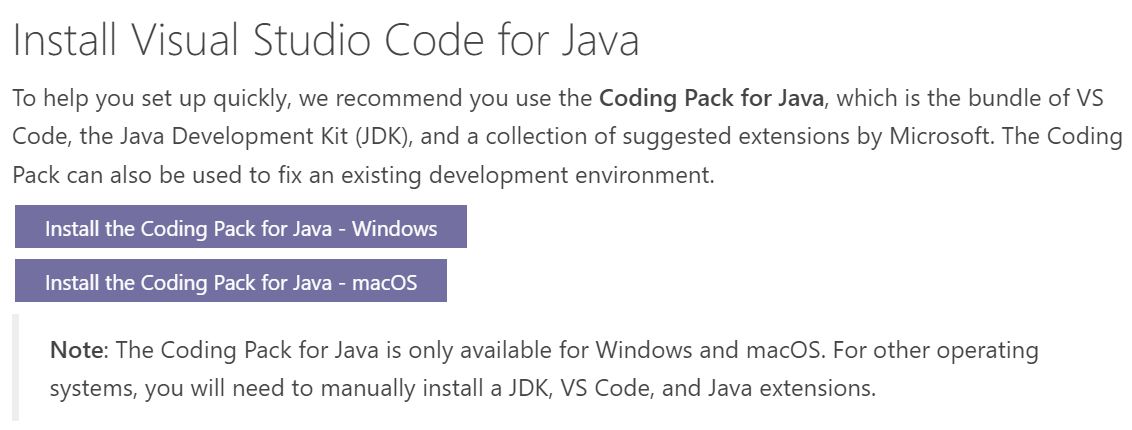 Install Visual Studio Code for Java
To help you set up quickly, we recommend you use the Coding Pack for Java, which is the bundle of VS
Code, the Java Development Kit (JDK), and a collection of suggested extensions by Microsoft. The Coding
Pack can also be used to fix an existing development environment.
Install the Coding Pack for Java - Windows
Install the Coding Pack for Java - macOS
Note: The Coding Pack for Java is only available for Windows and macOS. For other operating
systems, you will need to manually install a JDK, VS Code, and Java extensions.